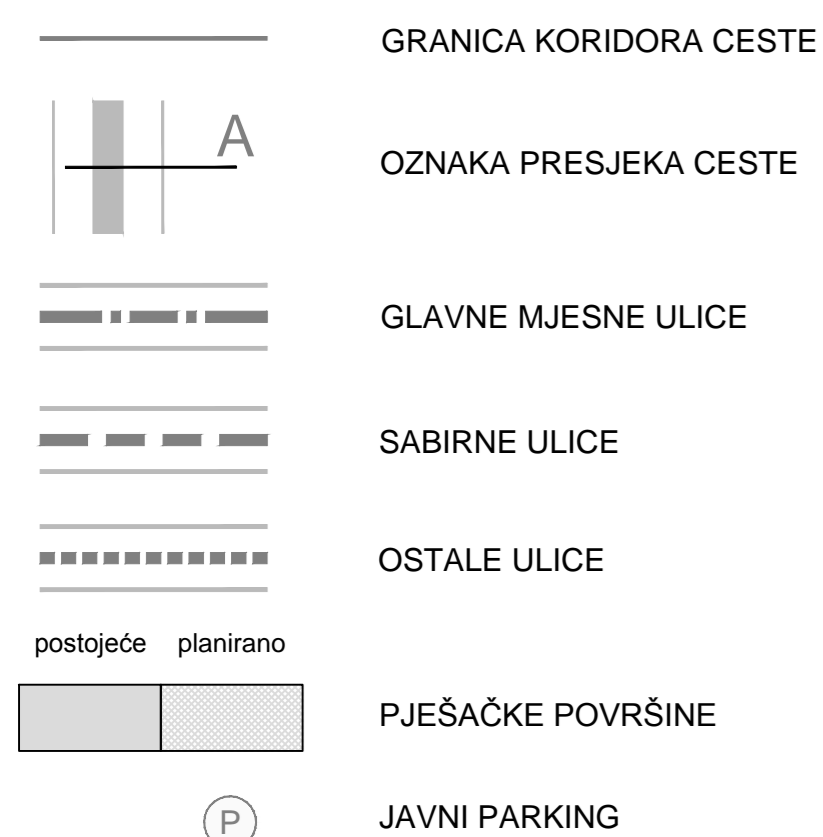 GRANICA KORIDORA CESTE
A
OZNAKA PRESJEKA CESTE
GLAVNE MJESNE ULICE
SABIRNE ULICE
OSTALE ULICE
postojeće planirano
PJEŠAČKE POVRŠINE
P JAVNI PARKING